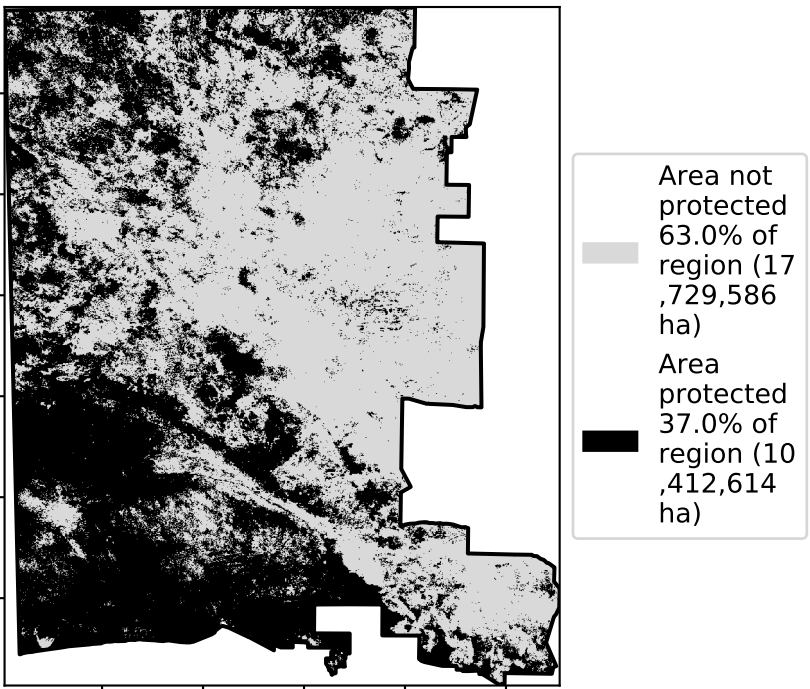 Area not
protected
63.0% of
region (17
,729,586
ha)
Area
protected
37.0% of
region (10
,412,614
ha)